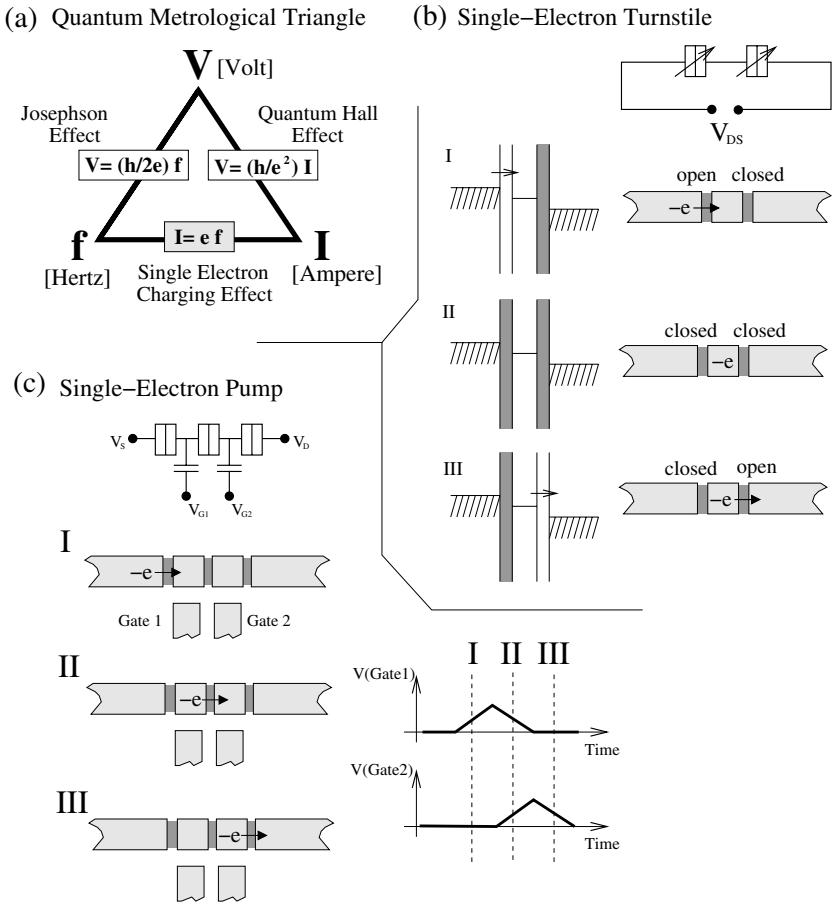 (a) Quantum Metrological Triangle
V [Volt]
Josephson
Effect
Quantum Hall
Effect
V= (h/2e) f
V= (h/e²) I
I= e f
f
[Hertz]
I
[Ampere]
Single Electron
Charging Effect
(b) Single−Electron Turnstile
V_DS
I
open closed
−e
II
closed closed
−e
III
closed open
−e
(c) Single−Electron Pump
V_S
V_D
V_G1
V_G2
I
−e
Gate 1
Gate 2
II
−e
III
−e
I II III
V(Gate1)
Time
V(Gate2)
Time